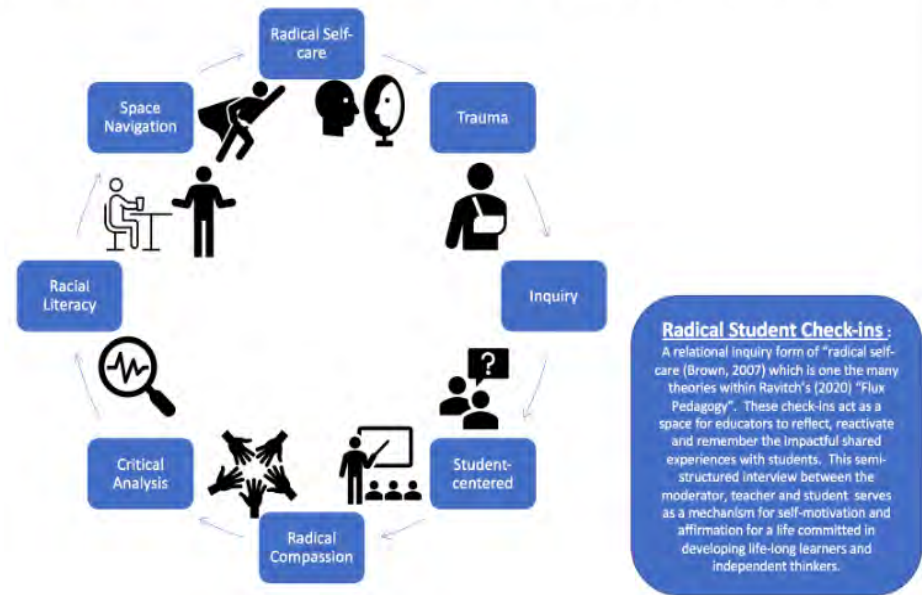 Radical Self-
care
Trauma
Inquiry
Student-
centered
Radical
Compassion
Critical
Analysis
Racial
Literacy
Space
Navigation
?
Radical Student Check-ins :
A relational inquiry form of “radical self-
care (Brown, 2007) which is one the many
theories within Ravitch's (2020) “Flux
Pedagogy”. These check-ins act as a
space for educators to reflect, reactivate
and remember the impactful shared
experiences with students. This semi-
structured interview between the
moderator, teacher and student serves
as a mechanism for self-motivation and
affirmation for a life committed in
developing life-long learners and
independent thinkers.